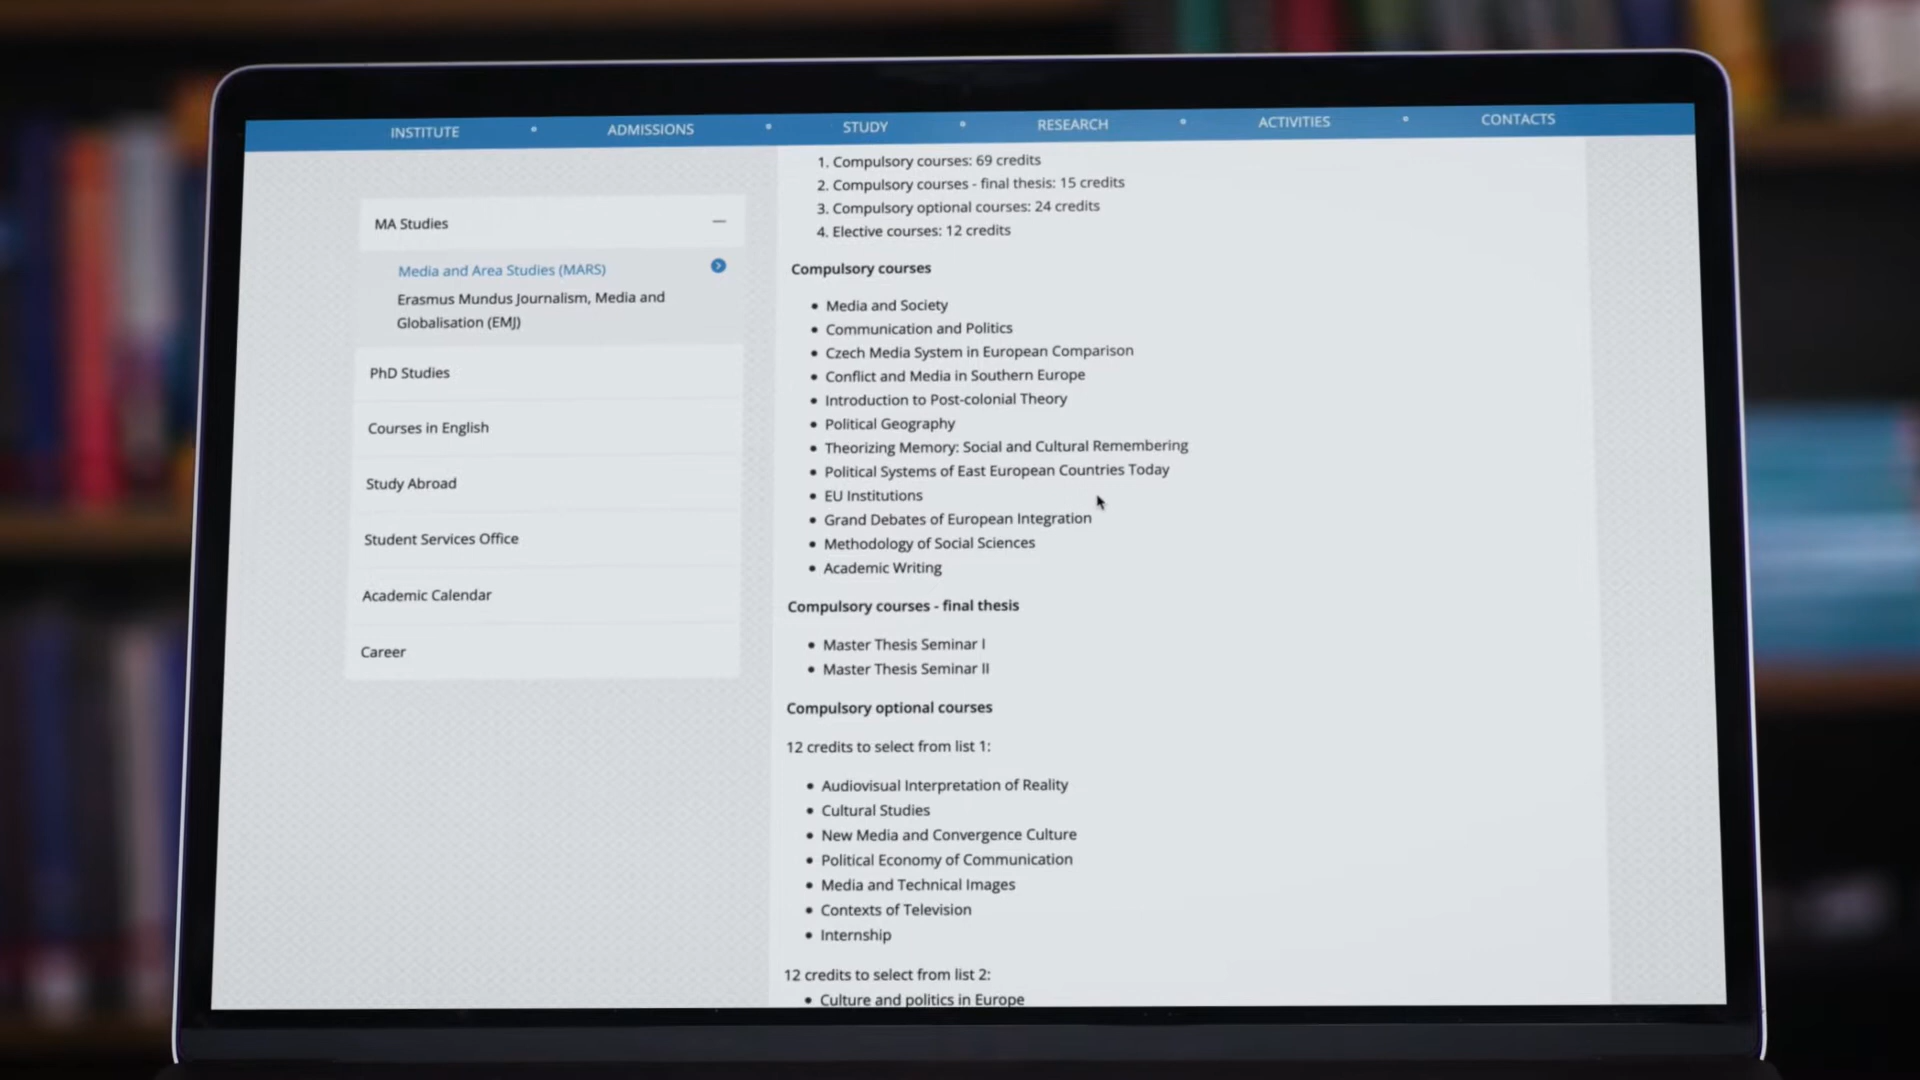 INSTITUTE • ADMISSIONS • STUDY • RESEARCH • ACTIVITIES • CONTACTS
MA Studies
Media and Area Studies (MARS)
Erasmus Mundus Journalism, Media and
Globalisation (EMJ)
PhD Studies
Courses in English
Study Abroad
Student Services Office
Academic Calendar
Career
1. Compulsory courses: 69 credits
2. Compulsory courses - final thesis: 15 credits
3. Compulsory optional courses: 24 credits
4. Elective courses: 12 credits
Compulsory courses
• Media and Society
• Communication and Politics
• Czech Media System in European Comparison
• Conflict and Media in Southern Europe
• Introduction to Post-colonial Theory
• Political Geography
• Theorizing Memory: Social and Cultural Remembering
• Political Systems of East European Countries Today
• EU Institutions
• Grand Debates of European Integration
• Methodology of Social Sciences
• Academic Writing
Compulsory courses - final thesis
• Master Thesis Seminar I
• Master Thesis Seminar II
Compulsory optional courses
12 credits to select from list 1:
• Audiovisual Interpretation of Reality
• Cultural Studies
• New Media and Convergence Culture
• Political Economy of Communication
• Media and Technical Images
• Contexts of Television
• Internship
12 credits to select from list 2:
• Culture and politics in Europe